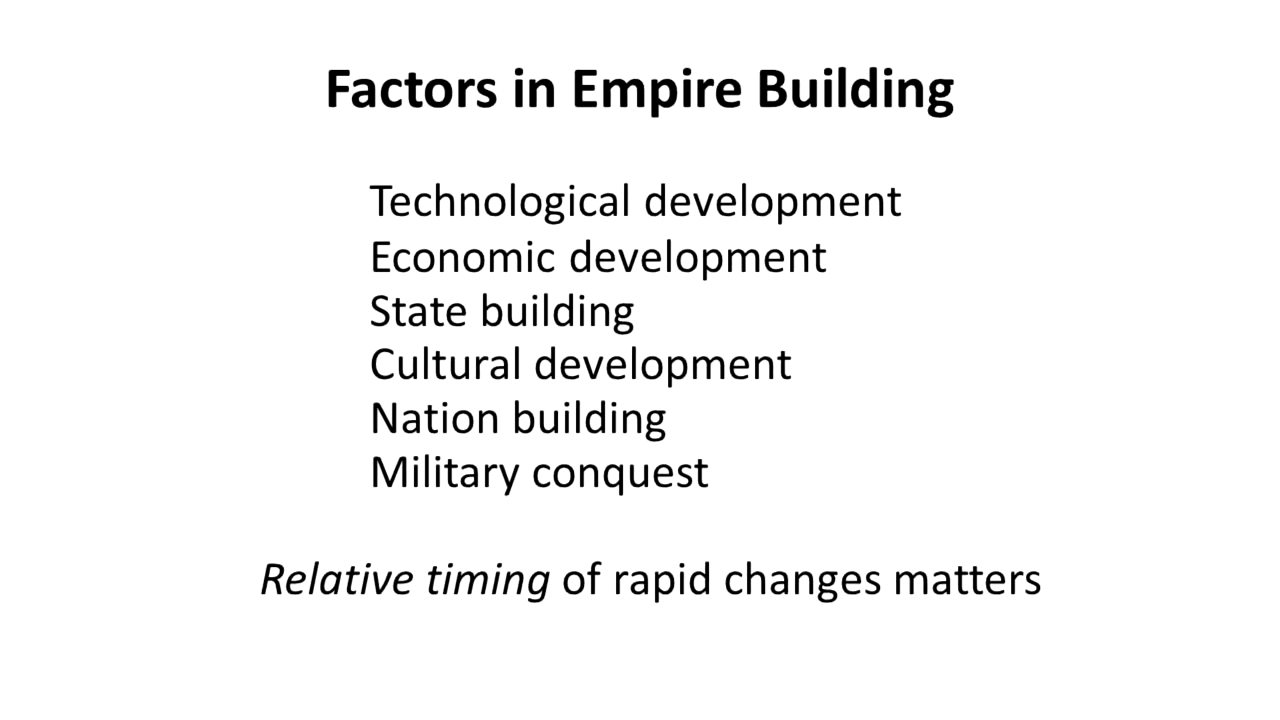 Factors in Empire Building
Technological development
Economic development
State building
Cultural development
Nation building
Military conquest
Relative timing of rapid changes matters